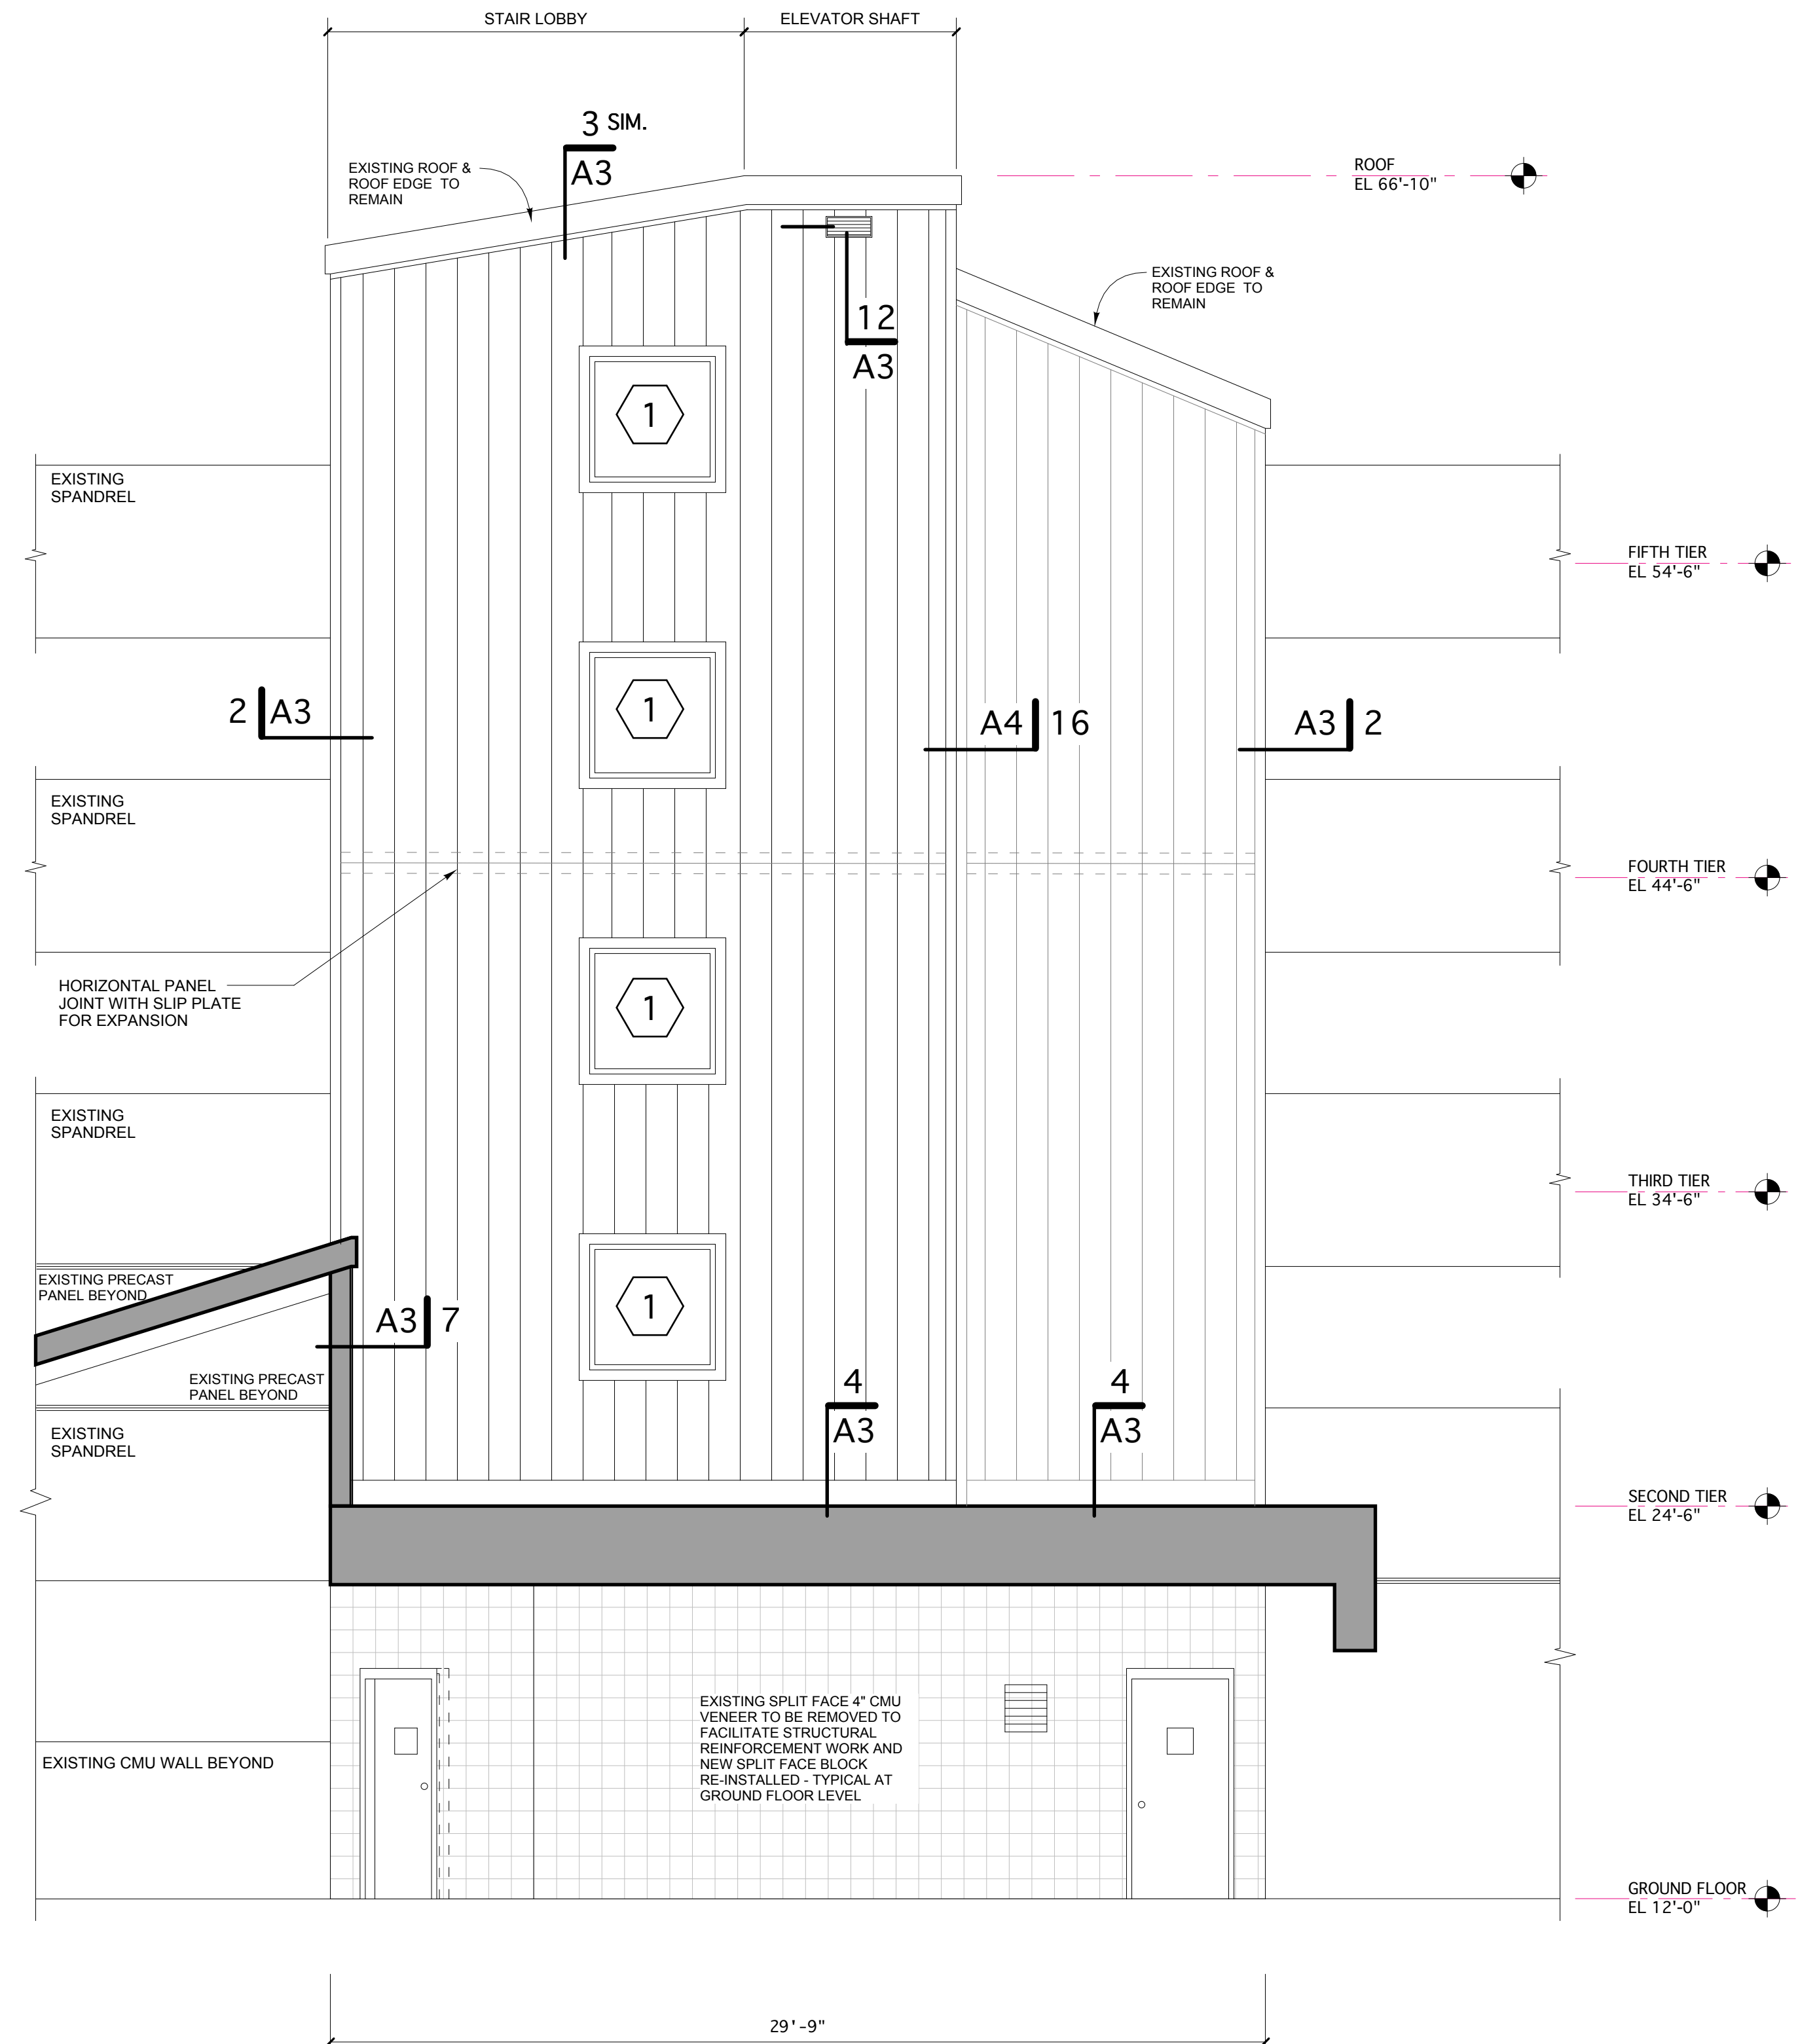 STAIR LOBBY
ELEVATOR SHAFT
3 SIM.
A3
EXISTING ROOF &
ROOF EDGE TO
REMAIN
ROOF
EL 66'-10"
12
A3
EXISTING ROOF &
ROOF EDGE TO
REMAIN
1
EXISTING
SPANDREL
FIFTH TIER
EL 54'-6"
2 A3
1
A4 16
A3 2
EXISTING
SPANDREL
FOURTH TIER
EL 44'-6"
HORIZONTAL PANEL
JOINT WITH SLIP PLATE
FOR EXPANSION
1
EXISTING
SPANDREL
THIRD TIER
EL 34'-6"
EXISTING PRECAST
PANEL BEYOND
A3 7
1
EXISTING PRECAST
PANEL BEYOND
4
A3
4
A3
EXISTING
SPANDREL
SECOND TIER
EL 24'-6"
EXISTING SPLIT FACE 4" CMU
VENEER TO BE REMOVED TO
FACILITATE STRUCTURAL
REINFORCEMENT WORK AND
NEW SPLIT FACE BLOCK
RE-INSTALLED - TYPICAL AT
GROUND FLOOR LEVEL
EXISTING CMU WALL BEYOND
GROUND FLOOR
EL 12'-0"
29'-9"